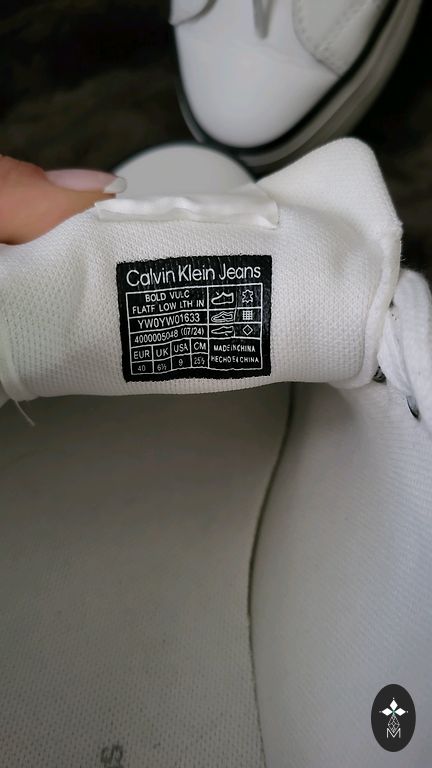 Calvin Klein Jeans
BOLD VULC
FLATF LOW LTH IN
YW0YW01633
4000005048 (07/24)
EUR UK USA CM
40 6½ 9 25½
MADE IN CHINA
HECHO EN CHINA
M